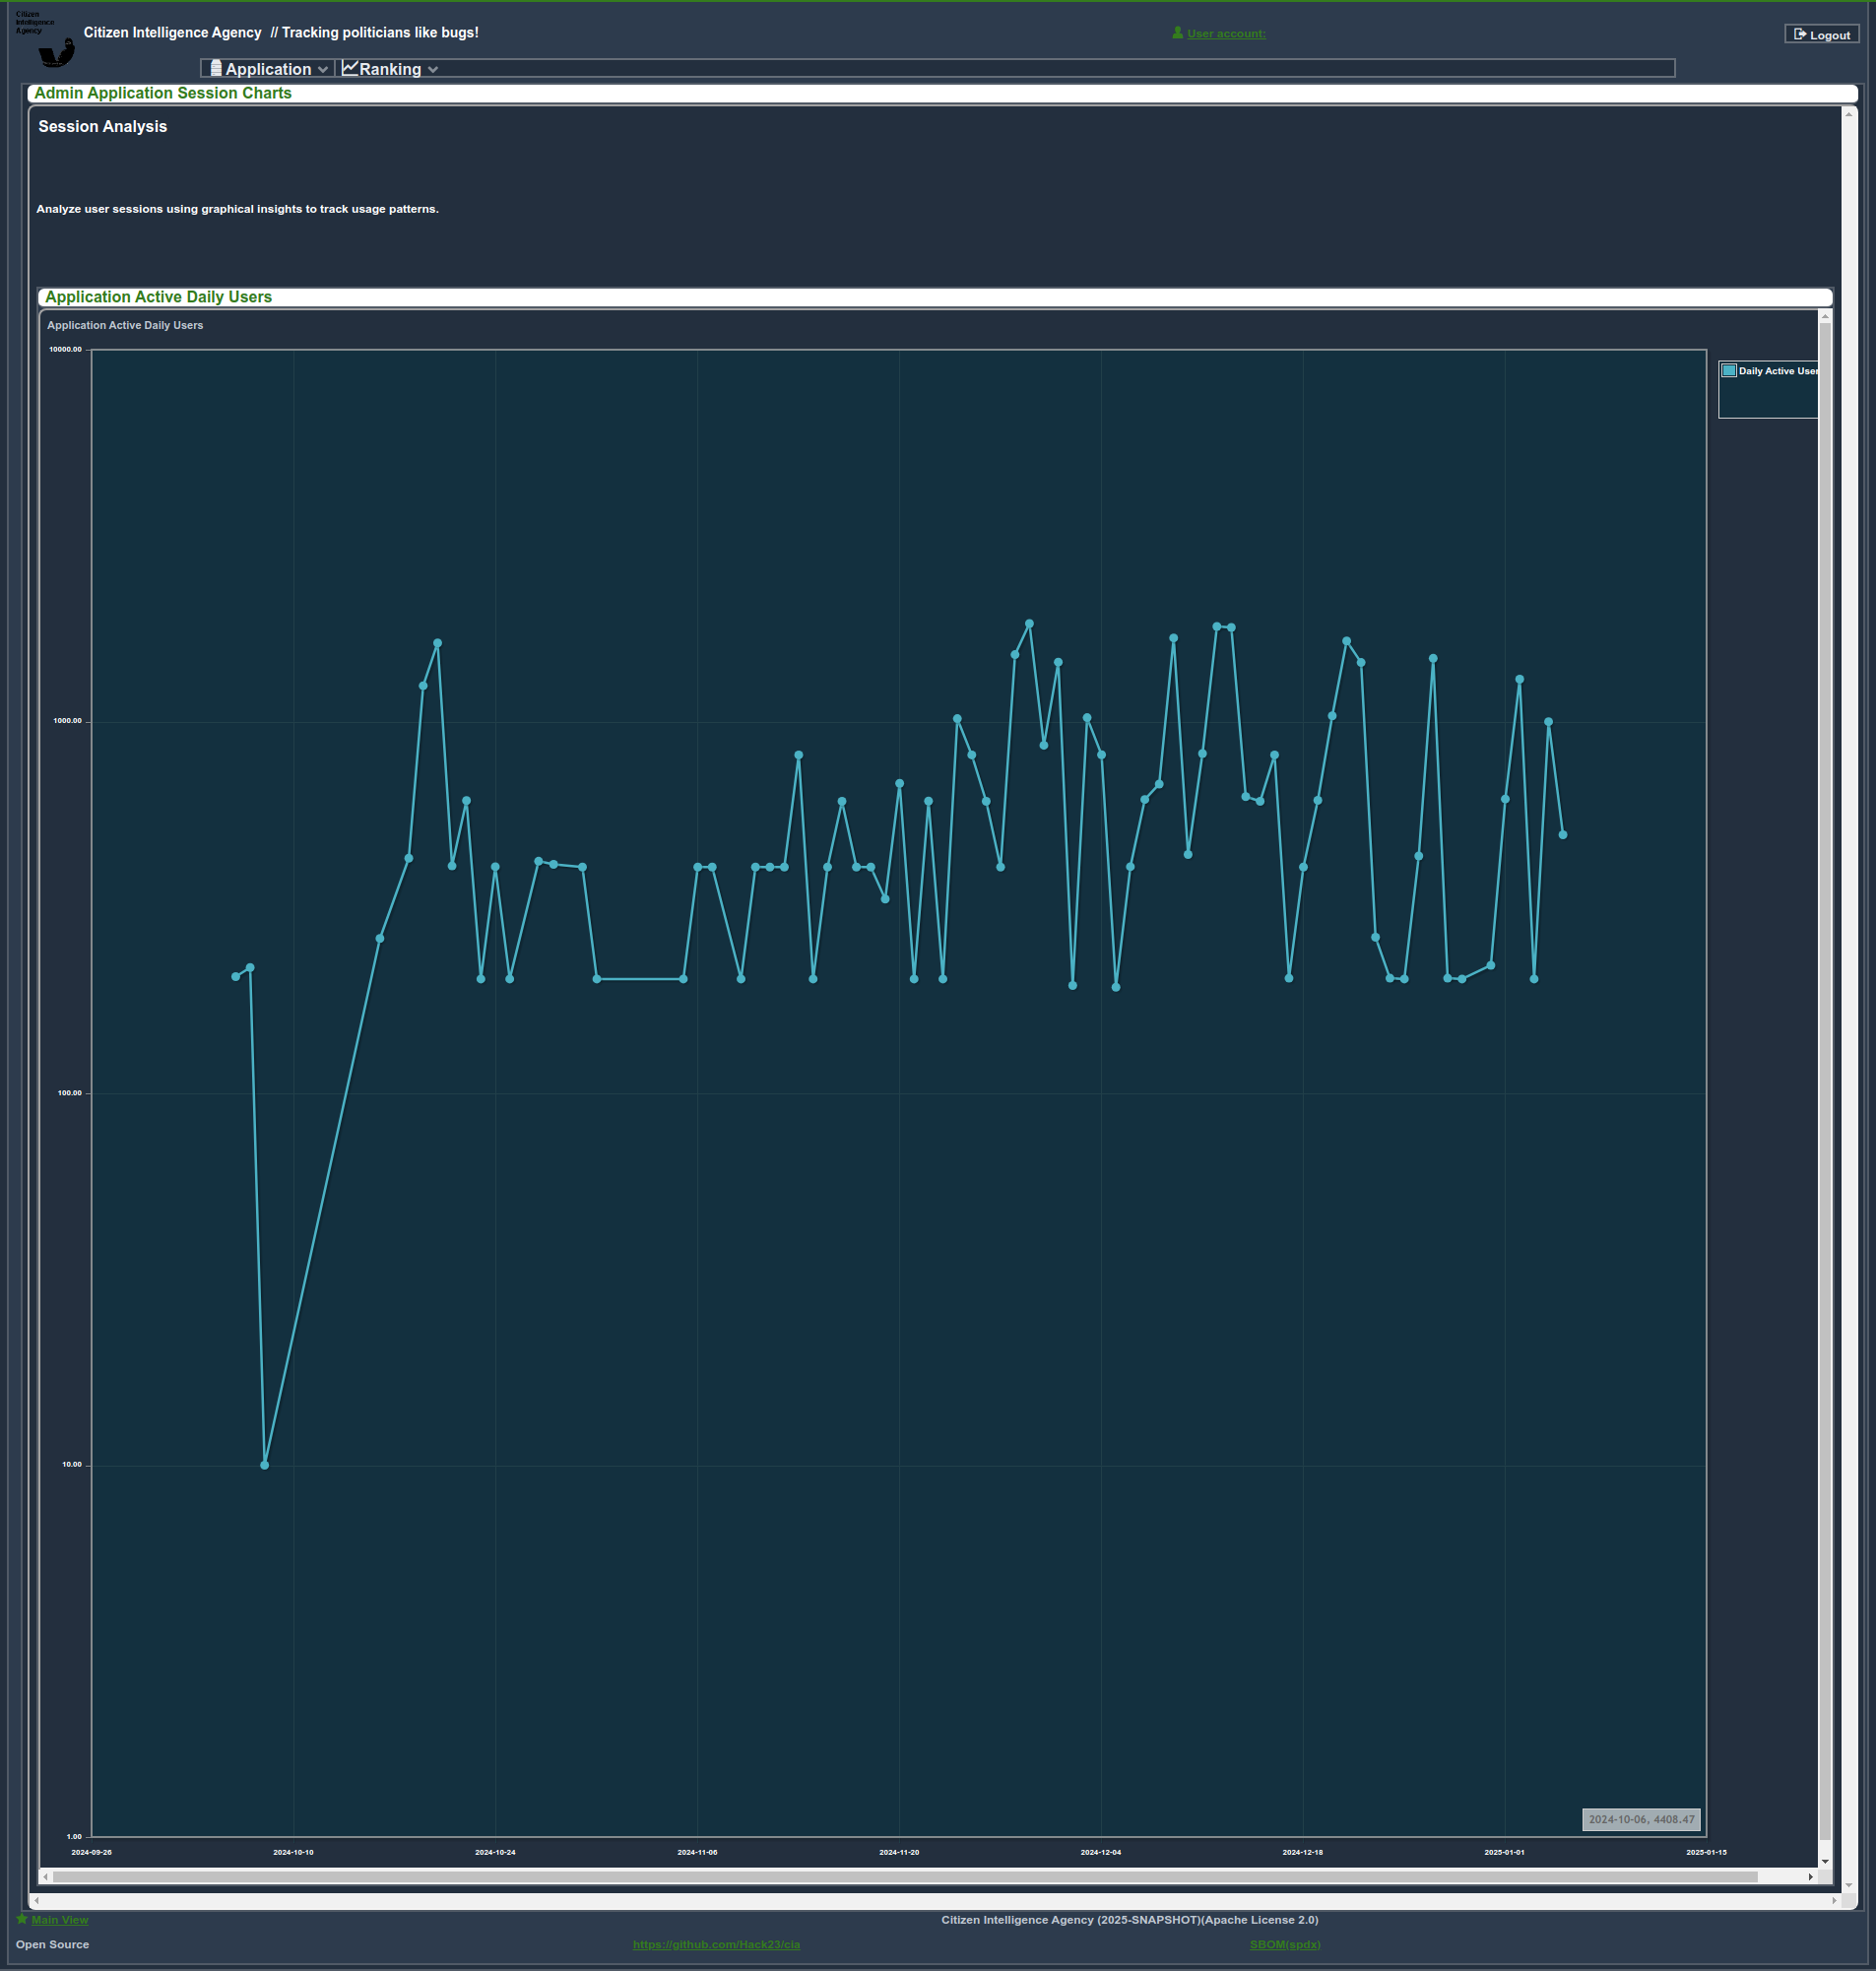 Citizen
Intelligence
Agency
Citizen Intelligence Agency // Tracking politicians like bugs!
User account:
Logout
Application
Ranking
Admin Application Session Charts
Session Analysis
Analyze user sessions using graphical insights to track usage patterns.
Application Active Daily Users
Application Active Daily Users
10000.00
Daily Active User
1000.00
100.00
10.00
1.00
2024-10-06, 4408.47
2024-09-26
2024-10-10
2024-10-24
2024-11-06
2024-11-20
2024-12-04
2024-12-18
2025-01-01
2025-01-15
Main View
Citizen Intelligence Agency (2025-SNAPSHOT)(Apache License 2.0)
Open Source
https://github.com/Hack23/cia
SBOM(spdx)